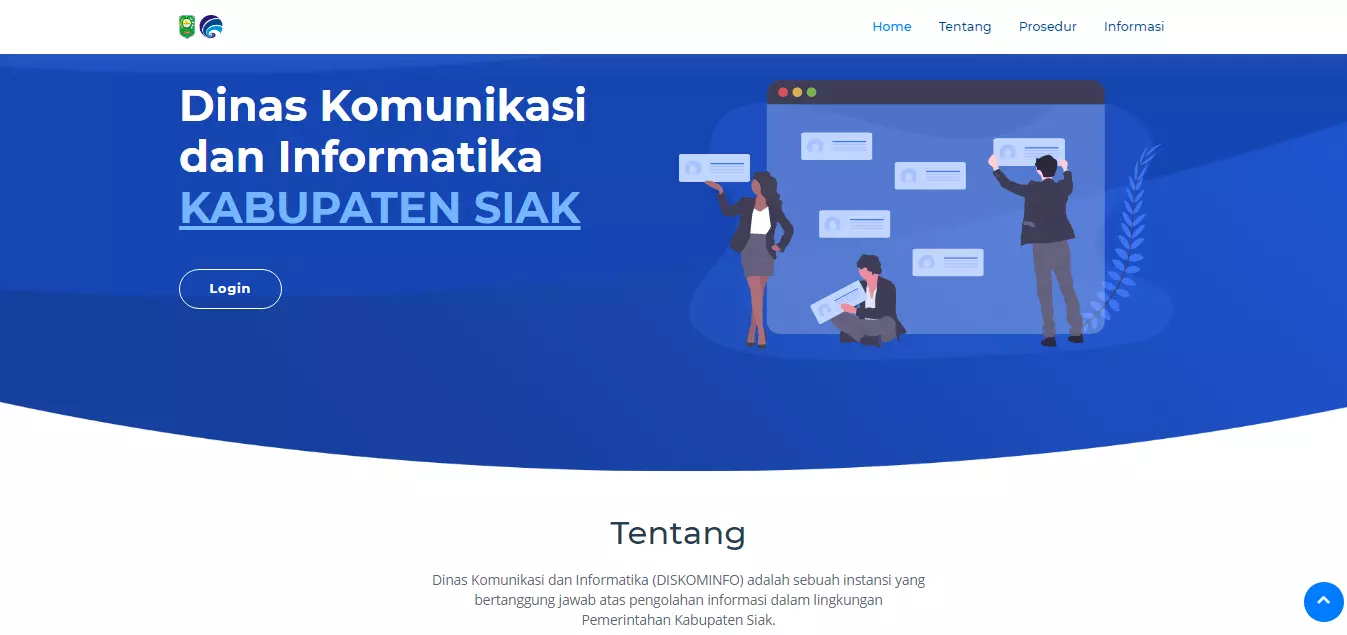 Home Tentang Prosedur Informasi
Dinas Komunikasi
dan Informatika
KABUPATEN SIAK
Login
Tentang
Dinas Komunikasi dan Informatika (DISKOMINFO) adalah sebuah instansi yang
bertanggung jawab atas pengolahan informasi dalam lingkungan
Pemerintahan Kabupaten Siak.